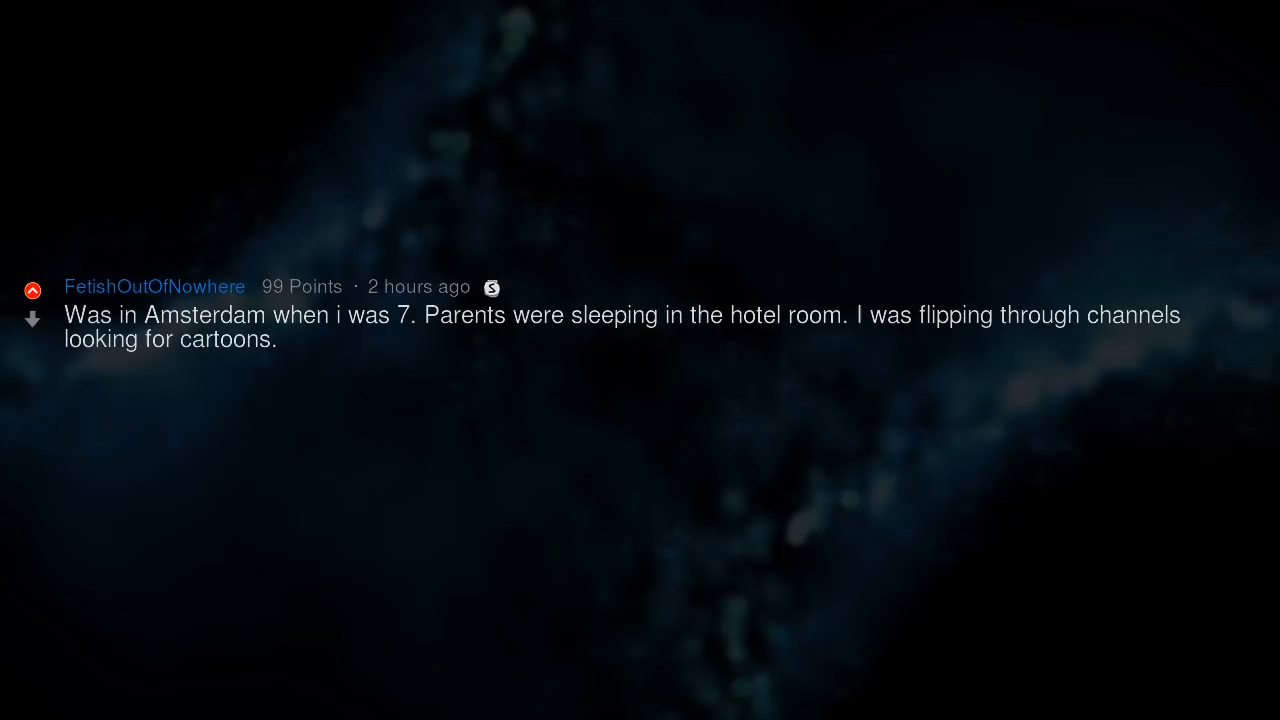 FetishOutOfNowhere 99 Points · 2 hours ago S
Was in Amsterdam when i was 7. Parents were sleeping in the hotel room. I was flipping through channels
looking for cartoons.